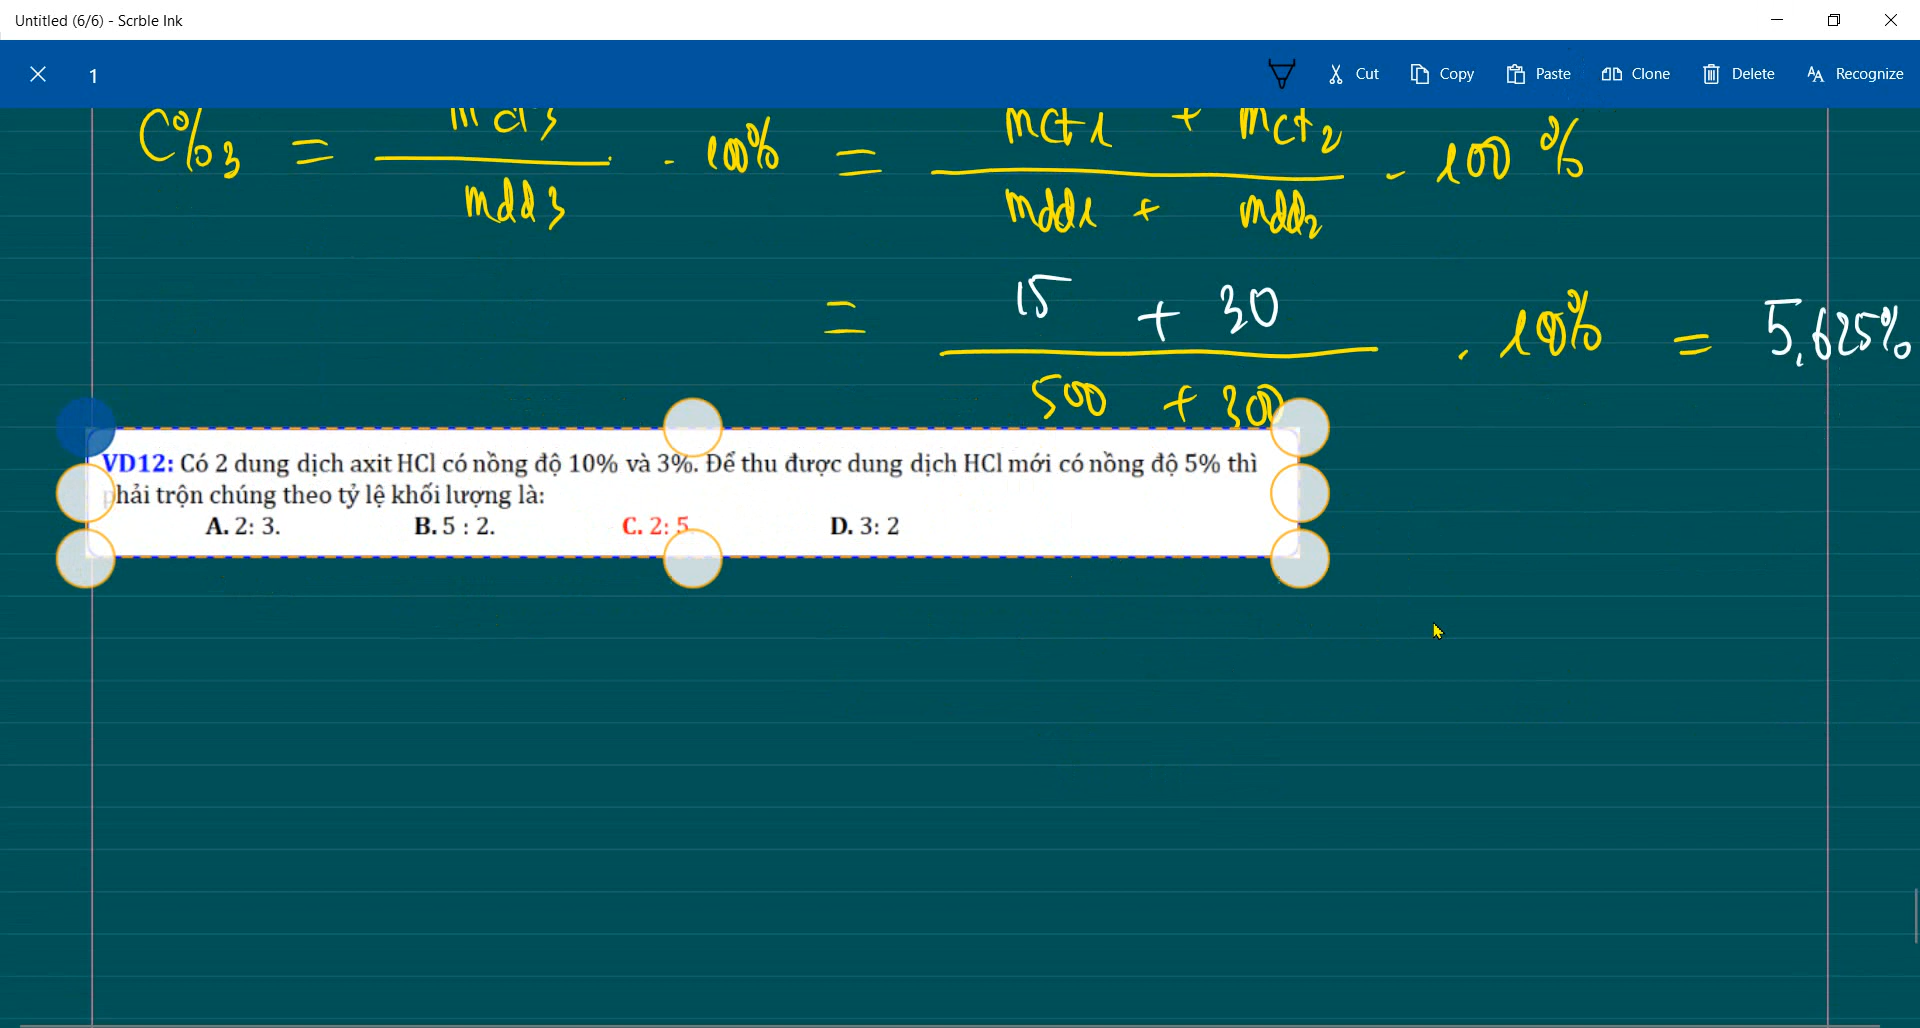 Untitled (6/6) - Scrble Ink
1 Cut Copy Paste Clone Delete Recognize
C%3 = mct3 / mdd3 . 100% = mct1 + mct2 / mdd1 + mdd2 . 100%
= 15 + 30 / 500 + 300 . 100% = 5,625%
VD12: Có 2 dung dịch axit HCl có nồng độ 10% và 3%. Để thu được dung dịch HCl mới có nồng độ 5% thì
phải trộn chúng theo tỷ lệ khối lượng là:
A. 2: 3. B. 5 : 2. C. 2: 5 D. 3: 2